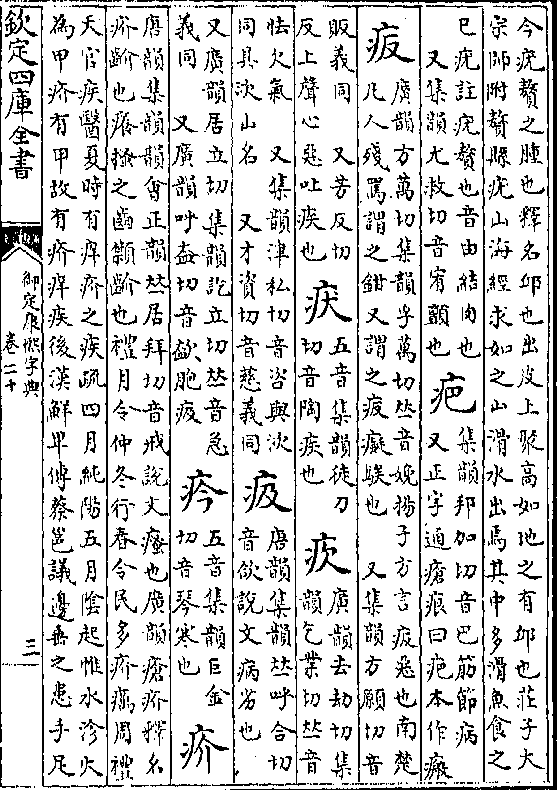 今疣贅之腫也釋名邱也出皮上聚高如地之有邱也莊子大
宗師附贅縣疣山海經求如之山滑水出焉其中多滑魚食之
已疣註疣贅也音由結肉也
又集韻尤救切音宥顫也
疤
集韻邦加切音巴筋節病
又正字通瘡痕曰疤本作瘢
㽹
廣韻方萬切集韻孚萬切𠀤音娩揚子方言㽹惡也南楚
凡人殘罵謂之鉗又謂之㽹癡騃也 又集韻方願切音
販義同 又芳反切
反上聲心惡吐疾也
五音集韻徒刀
切音陶疾也
廣韻去劫切集
韻乞業切𠀤音
怯欠氣 又集韻津私切音咨與㳄
同具㳄山名 又才資切音慈義同
㽺
唐韻集韻𠀤呼合切
音欱說文病劣也
又廣韻居立切集韻訖立切𠀤音急
義同 又廣韻呼盍切音歃胞㽺
五音集韻巨金
切音琴寒也
疥
唐韻集韻韻會正韻𠀤居拜切音戒說文瘙也廣韻瘡疥釋名
疥齘也癢搔之齒類齘也禮月令仲冬行春令民多疥癘周禮
天官疾醫夏時有痒疥之疾疏四月純陽五月隂起惟水沴火
為甲疥有甲故有疥痒疾後漢鮮卑傳蔡邕議邊垂之患手足
欽定四庫全書
御定康熙字典
卷二十
三